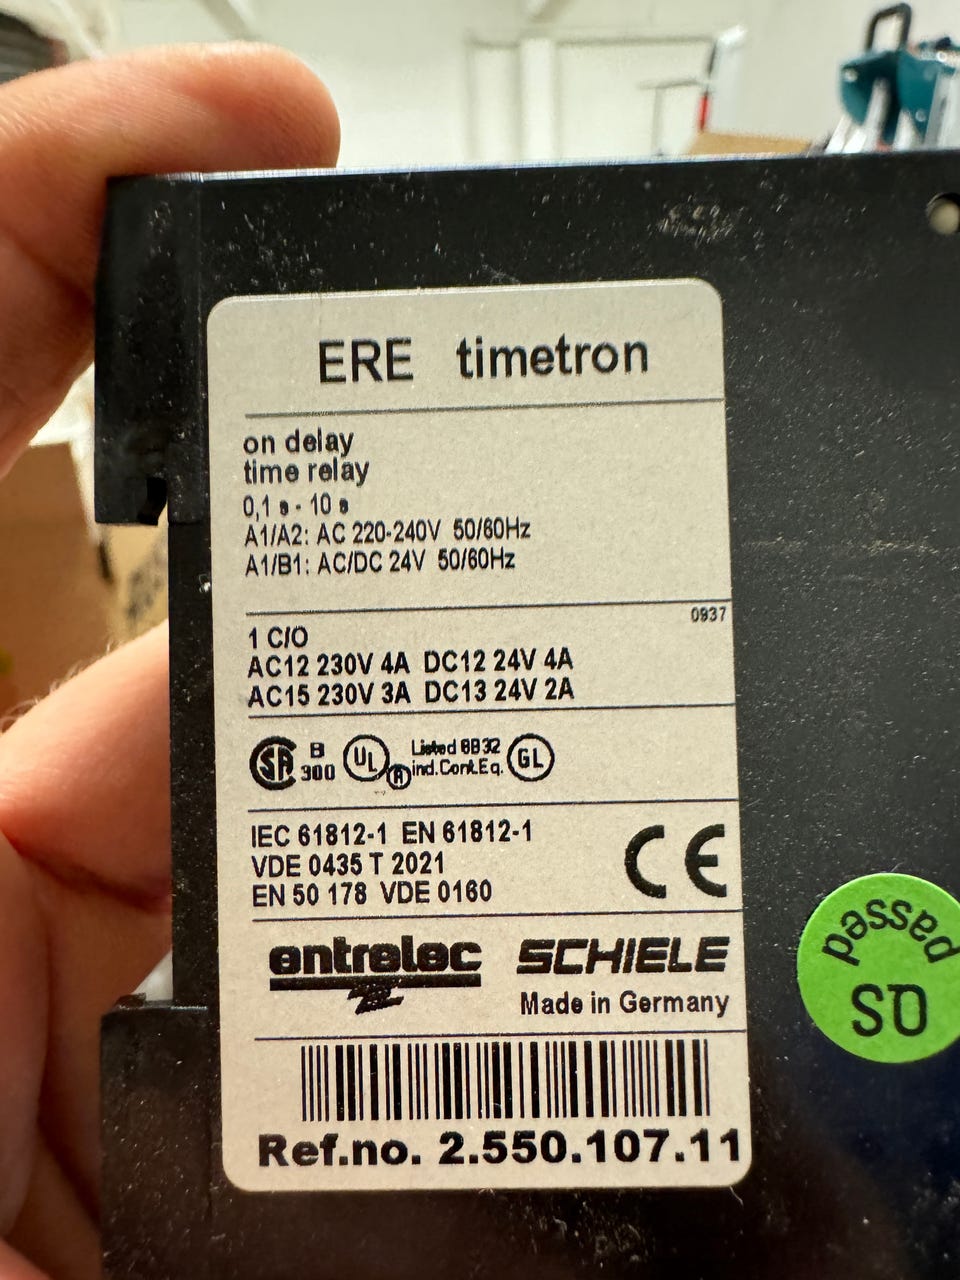 ERE timetron
on delay
time relay
0,1 s - 10 s
A1/A2: AC 220-240V 50/60Hz
A1/B1: AC/DC 24V 50/60Hz
0937
1 C/O
AC12 230V 4A DC12 24V 4A
AC15 230V 3A DC13 24V 2A
SA B 300 UL R Listed 6B32 ind.Cont.Eq. GL
IEC 61812-1 EN 61812-1
VDE 0435 T 2021
EN 50 178 VDE 0160
CE
entrelec SCHIELE
Made in Germany
Ref.no. 2.550.107.11
passed
QS